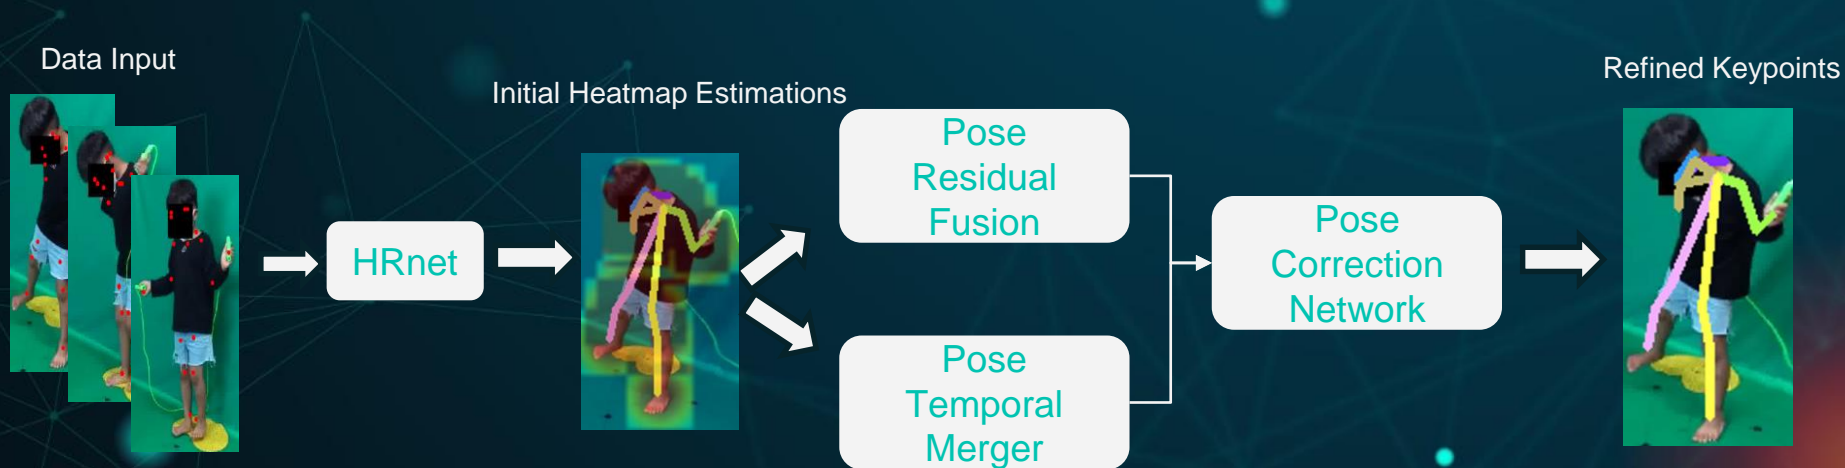 Data Input
Initial Heatmap Estimations
Refined Keypoints
HRnet
Pose
Residual
Fusion
Pose
Temporal
Merger
Pose
Correction
Network